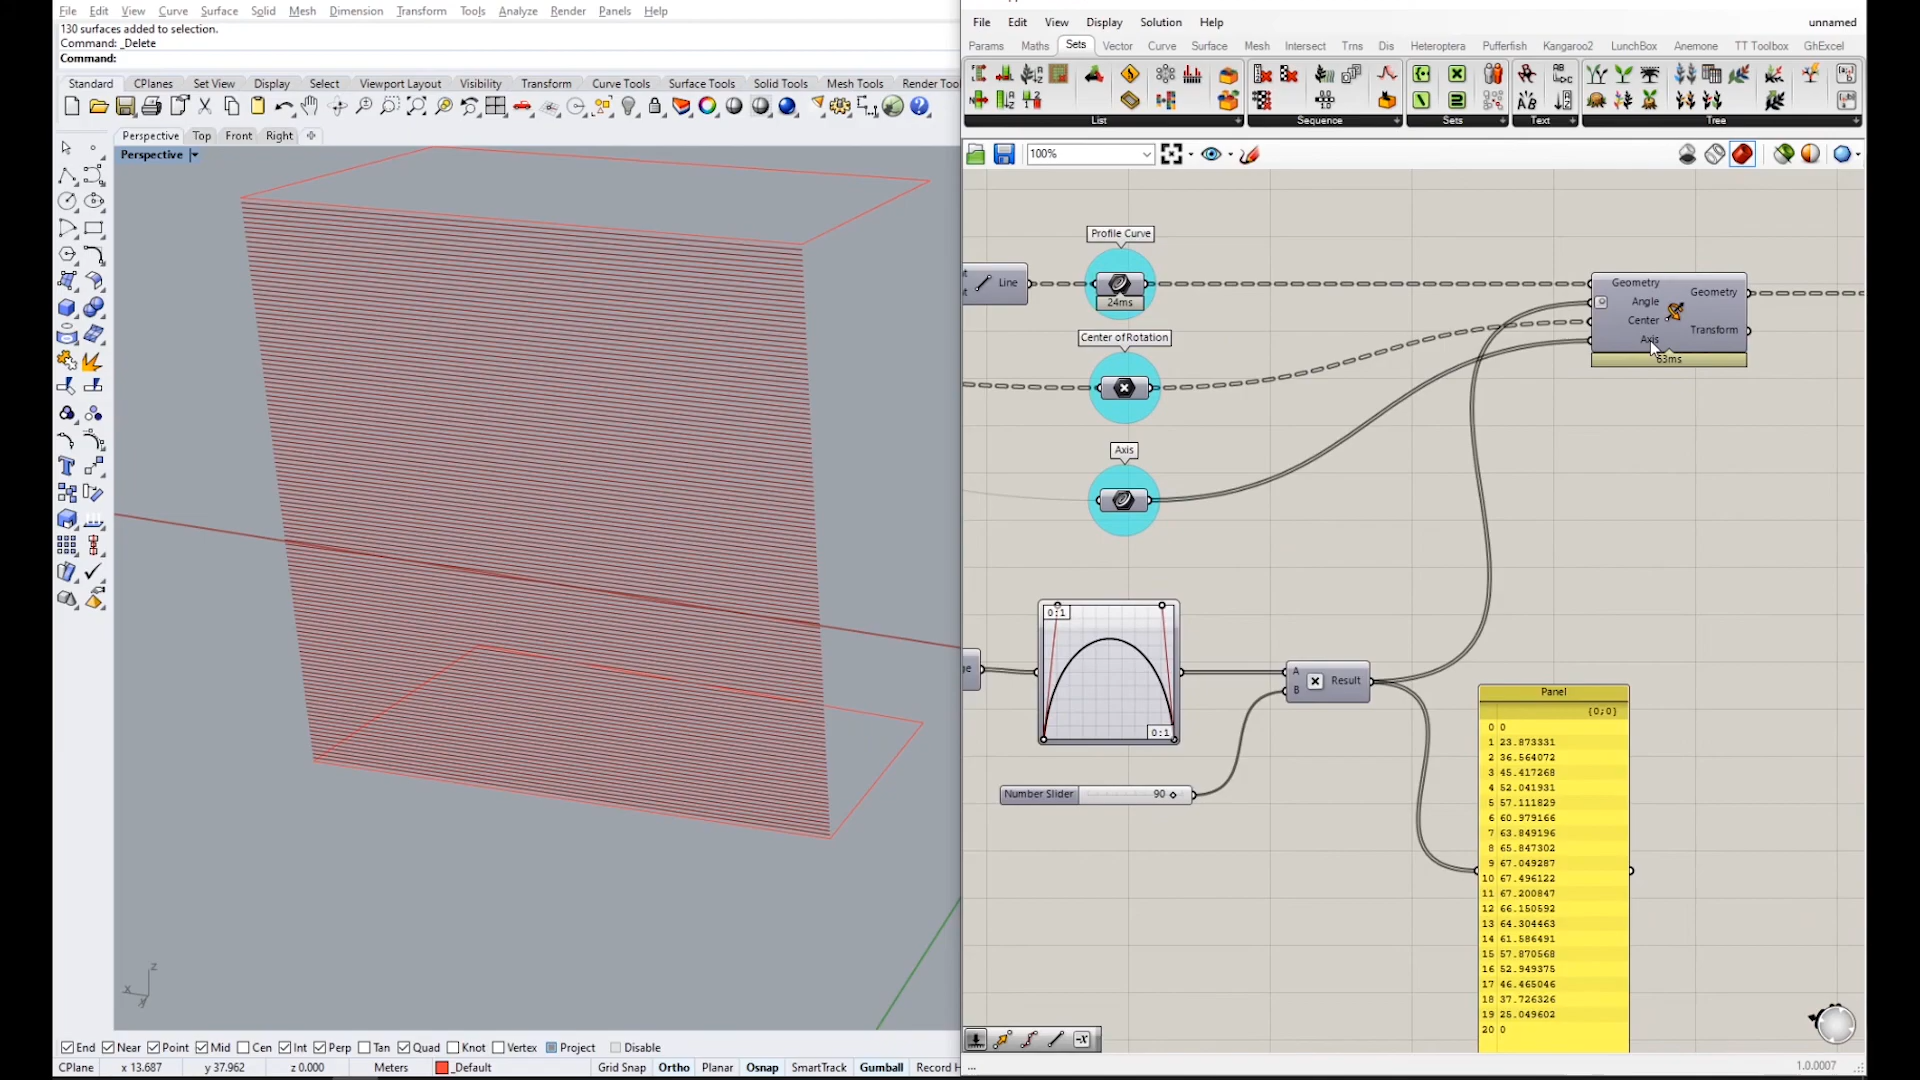 File Edit View Curve Surface Solid Mesh Dimension Transform Tools Analyze Render Panels Help
130 surfaces added to selection.
Command: _Delete
Command:
Standard CPlanes Set View Display Select Viewport Layout Visibility Transform Curve Tools Surface Tools Solid Tools Mesh Tools Render Too
Perspective Top Front Right
Perspective
z
x
y
End Near Point Mid Cen Int Perp Tan Quad Knot Vertex Project Disable
CPlane x 13.687 y 37.962 z 0.000 Meters _Default Grid Snap Ortho Planar Osnap SmartTrack Gumball Record H
File Edit View Display Solution Help unnamed
Params Maths Sets Vector Curve Surface Mesh Intersect Trns Dis Heteroptera Pufferfish Kangaroo2 LunchBox Anemone TT Toolbox GhExcel
List Sequence Sets Text Tree
100%
Profile Curve
Line
24ms
Center of Rotation
Axis
Geometry
Angle
Center
Axis
Geometry
Transform
63ms
0:1
0:1
A
B
Result
Number Slider 90
Panel
{0;0}
0 0
1 23.873331
2 36.564072
3 45.417268
4 52.041931
5 57.111829
6 60.979166
7 63.849196
8 65.847302
9 67.049287
10 67.496122
11 67.200847
12 66.150592
13 64.304463
14 61.586491
15 57.870568
16 52.949375
17 46.465046
18 37.726326
19 25.049602
20 0
...
1.0.0007